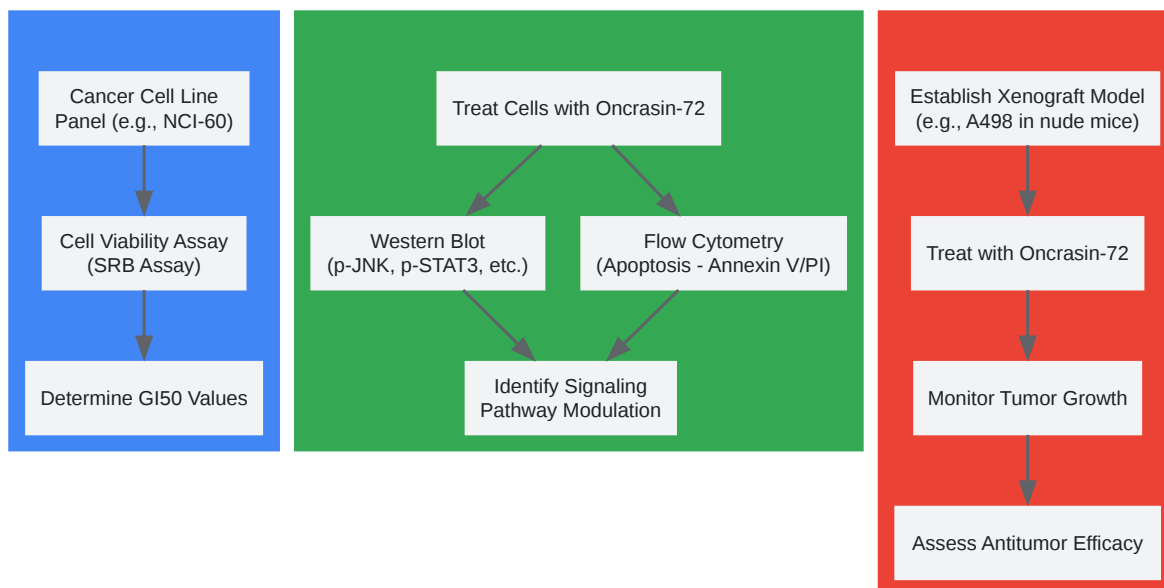 Cancer Cell Line
Panel (e.g., NCI-60)
Cell Viability Assay
(SRB Assay)
Determine GI50 Values
Treat Cells with Oncrasin-72
Western Blot
(p-JNK, p-STAT3, etc.)
Flow Cytometry
(Apoptosis - Annexin V/PI)
Identify Signaling
Pathway Modulation
Establish Xenograft Model
(e.g., A498 in nude mice)
Treat with Oncrasin-72
Monitor Tumor Growth
Assess Antitumor Efficacy